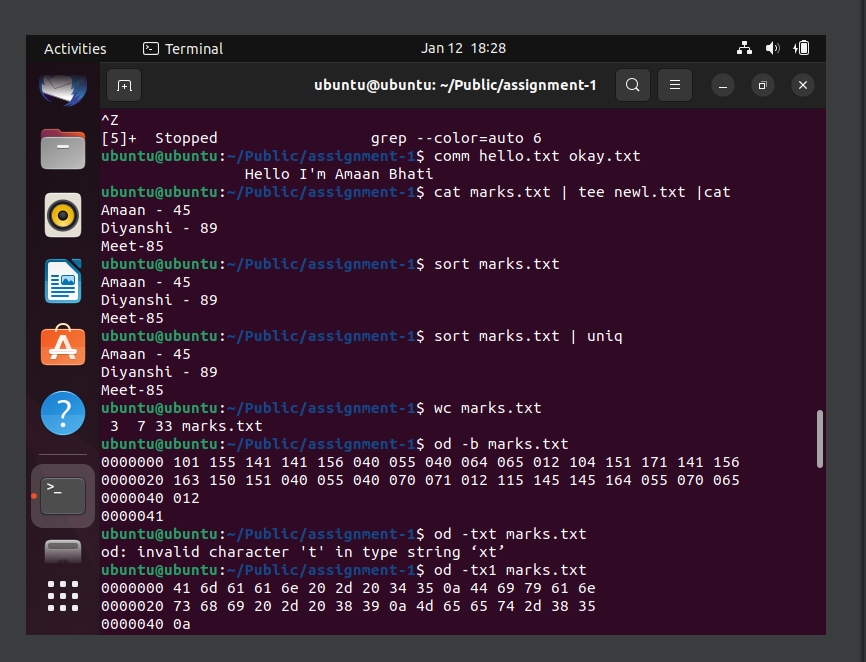 Activities Terminal Jan 12 18:28
ubuntu@ubuntu: ~/Public/assignment-1
^Z
[5]+  Stopped                 grep --color=auto 6
ubuntu@ubuntu:~/Public/assignment-1$ comm hello.txt okay.txt
                Hello I'm Amaan Bhati
ubuntu@ubuntu:~/Public/assignment-1$ cat marks.txt | tee newl.txt |cat
Amaan - 45
Diyanshi - 89
Meet-85
ubuntu@ubuntu:~/Public/assignment-1$ sort marks.txt
Amaan - 45
Diyanshi - 89
Meet-85
ubuntu@ubuntu:~/Public/assignment-1$ sort marks.txt | uniq
Amaan - 45
Diyanshi - 89
Meet-85
ubuntu@ubuntu:~/Public/assignment-1$ wc marks.txt
 3  7 33 marks.txt
ubuntu@ubuntu:~/Public/assignment-1$ od -b marks.txt
0000000 101 155 141 141 156 040 055 040 064 065 012 104 151 171 141 156
0000020 163 150 151 040 055 040 070 071 012 115 145 145 164 055 070 065
0000040 012
0000041
ubuntu@ubuntu:~/Public/assignment-1$ od -txt marks.txt
od: invalid character 't' in type string ‘xt’
ubuntu@ubuntu:~/Public/assignment-1$ od -tx1 marks.txt
0000000 41 6d 61 61 6e 20 2d 20 34 35 0a 44 69 79 61 6e
0000020 73 68 69 20 2d 20 38 39 0a 4d 65 65 74 2d 38 35
0000040 0a